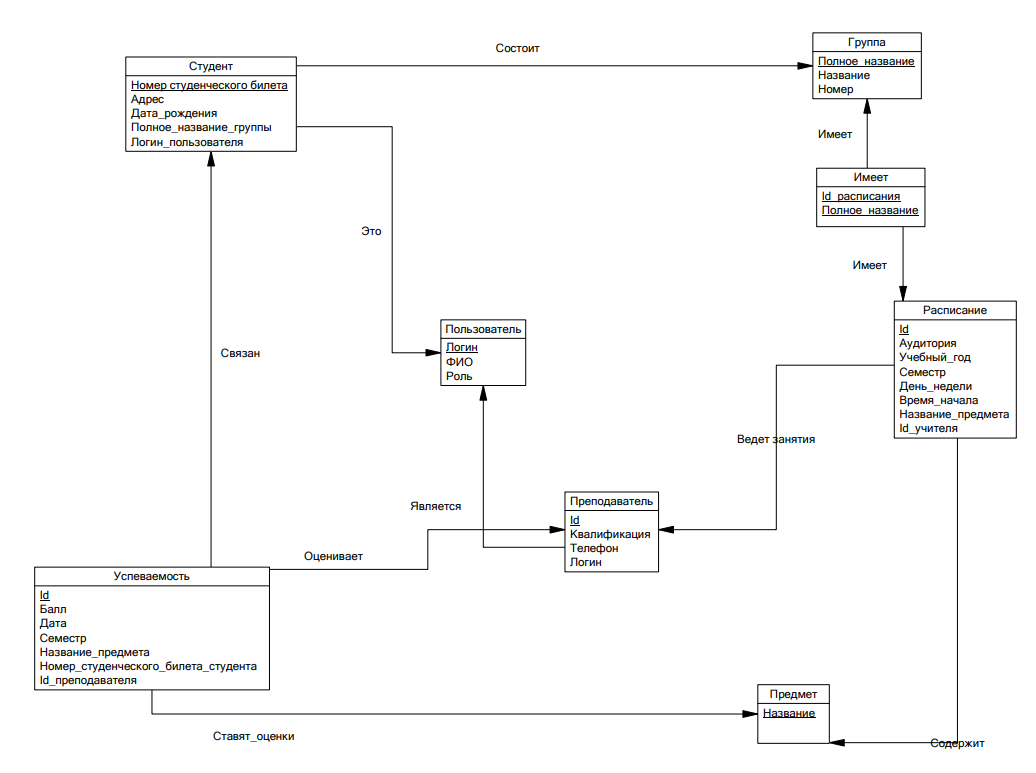 Состоит
Группа
Полное_название
Название
Номер
Студент
Номер студенческого билета
Адрес
Дата_рождения
Полное_название_группы
Логин_пользователя
Имеет
Имеет
Id_расписания
Полное_название
Это
Имеет
Расписание
Id
Аудитория
Учебный_год
Семестр
День_недели
Время_начала
Название_предмета
Id_учителя
Пользователь
Логин
ФИО
Роль
Связан
Ведет занятия
Преподаватель
Id
Квалификация
Телефон
Логин
Является
Оценивает
Успеваемость
Id
Балл
Дата
Семестр
Название_предмета
Номер_студенческого_билета_студента
Id_преподавателя
Предмет
Название
Ставят_оценки
Содержит